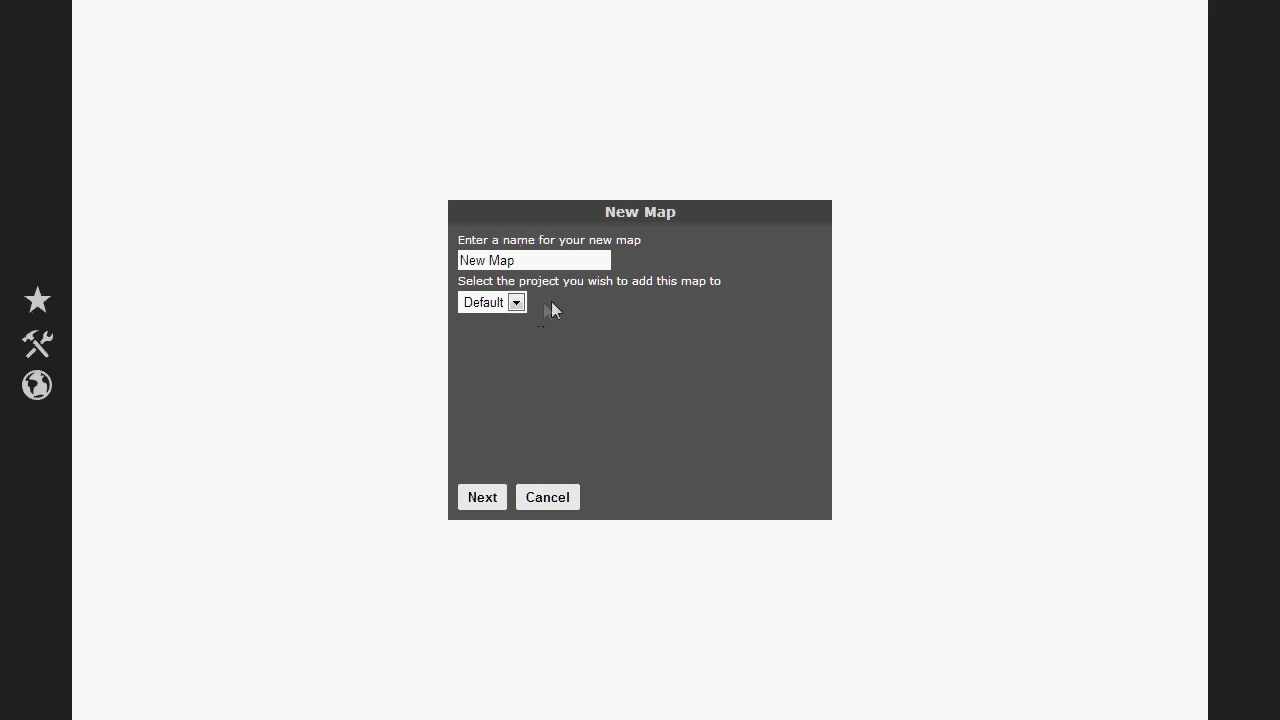 New Map
Enter a name for your new map
New Map
Select the project you wish to add this map to
Default
Next Cancel